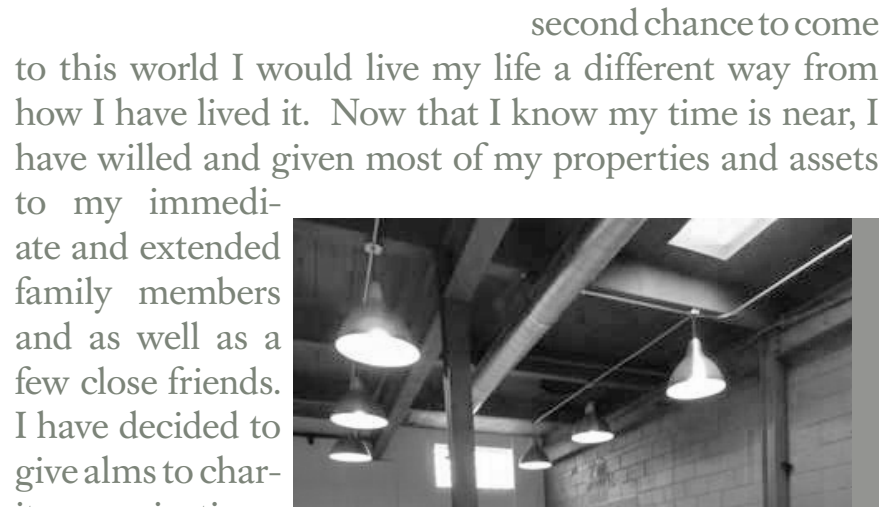 second chance to come
to this world I would live my life a different way from
how I have lived it. Now that I know my time is near, I
have willed and given most of my properties and assets
to my immedi-
ate and extended
family members
and as well as a
few close friends.
I have decided to
give alms to char-